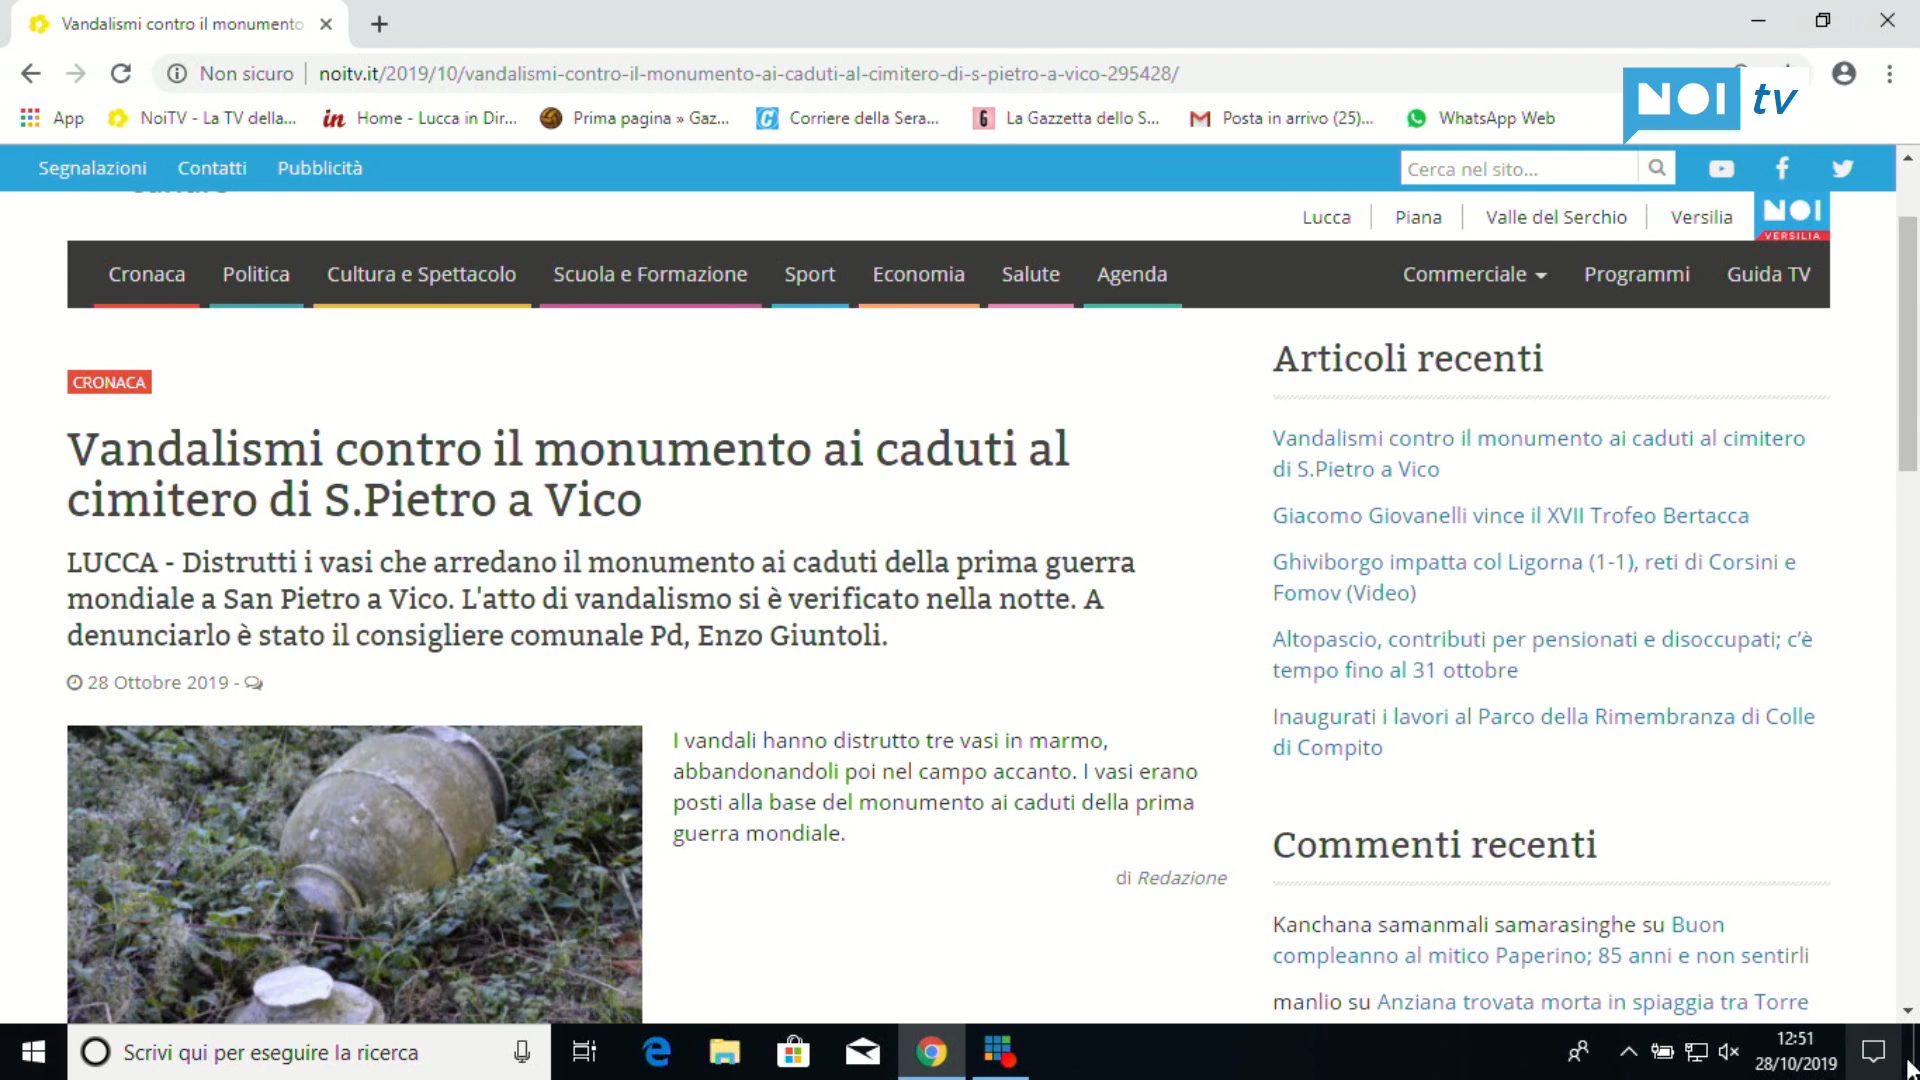 Vandalismi contro il monumento
Non sicuro
noitv.it/2019/10/vandalismi-contro-il-monumento-ai-caduti-al-cimitero-di-s-pietro-a-vico-295428/
NOI tv
App
NoiTV - La TV della...
in
Home - Lucca in Dir...
Prima pagina » Gaz...
Corriere della Sera...
G
La Gazzetta dello S...
Posta in arrivo (25)...
WhatsApp Web
Segnalazioni
Contatti
Pubblicità
Cerca nel sito...
Lucca
Piana
Valle del Serchio
Versilia
NOI
VERSILIA
Cronaca
Politica
Cultura e Spettacolo
Scuola e Formazione
Sport
Economia
Salute
Agenda
Commerciale
Programmi
Guida TV
CRONACA
Vandalismi contro il monumento ai caduti al
cimitero di S.Pietro a Vico
LUCCA - Distrutti i vasi che arredano il monumento ai caduti della prima guerra
mondiale a San Pietro a Vico. L'atto di vandalismo si è verificato nella notte. A
denunciarlo è stato il consigliere comunale Pd, Enzo Giuntoli.
28 Ottobre 2019 -
I vandali hanno distrutto tre vasi in marmo,
abbandonandoli poi nel campo accanto. I vasi erano
posti alla base del monumento ai caduti della prima
guerra mondiale.
di Redazione
Articoli recenti
Vandalismi contro il monumento ai caduti al cimitero
di S.Pietro a Vico
Giacomo Giovanelli vince il XVII Trofeo Bertacca
Ghiviborgo impatta col Ligorna (1-1), reti di Corsini e
Fomov (Video)
Altopascio, contributi per pensionati e disoccupati; c'è
tempo fino al 31 ottobre
Inaugurati i lavori al Parco della Rimembranza di Colle
di Compito
Commenti recenti
Kanchana samanmali samarasinghe su Buon
compleanno al mitico Paperino; 85 anni e non sentirli
manlio su Anziana trovata morta in spiaggia tra Torre
Scrivi qui per eseguire la ricerca
12:51
28/10/2019